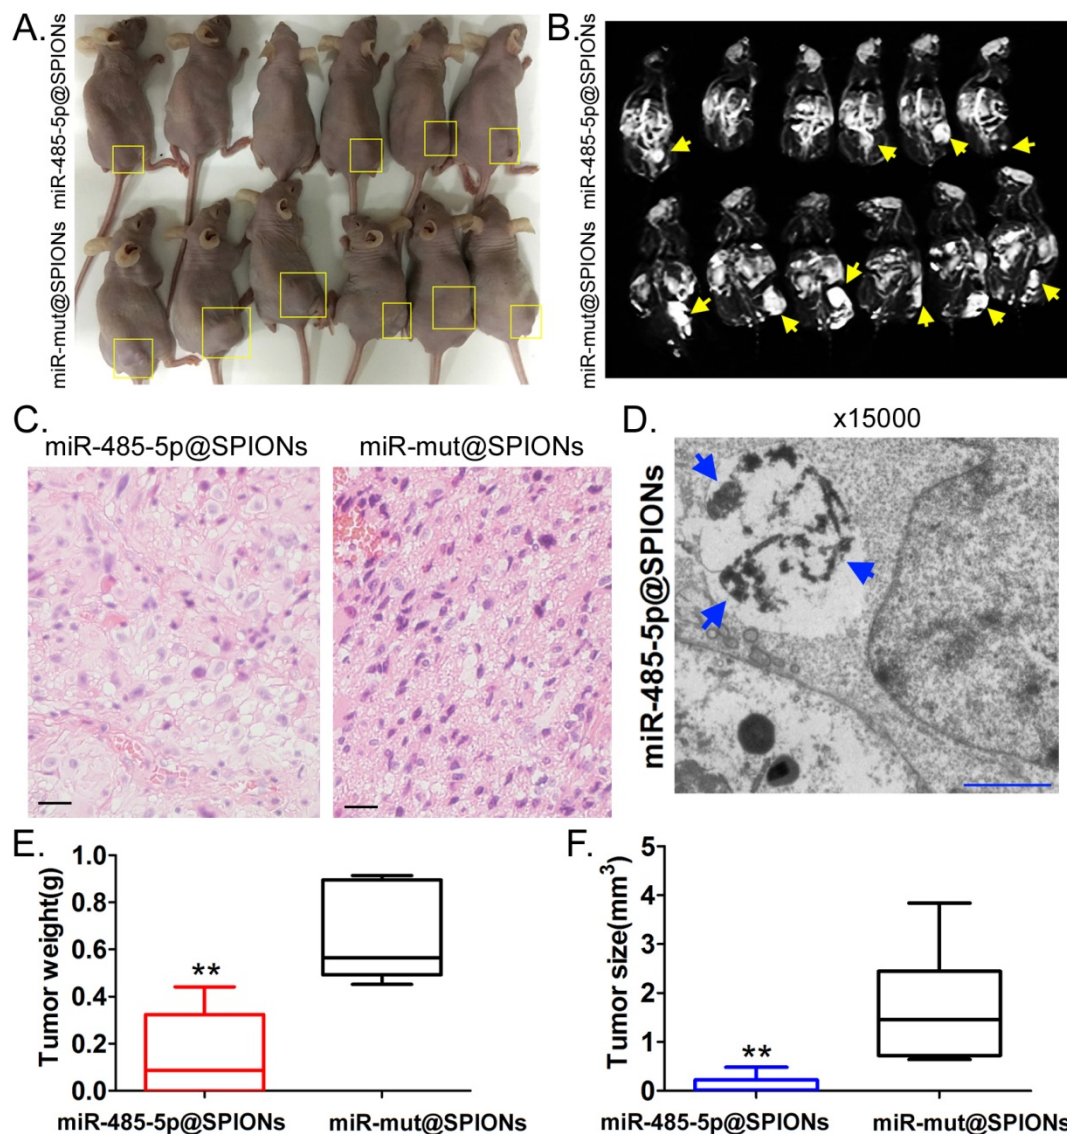 A.
miR-485-5p@SPIONs
miR-mut@SPIONs
B.
miR-485-5p@SPIONs
miR-mut@SPIONs
C.
miR-485-5p@SPIONs
miR-mut@SPIONs
D.
x15000
miR-485-5p@SPIONs
E.
Tumor weight(g)
1.0
0.8
0.6
0.4
0.2
0.0
**
miR-485-5p@SPIONs
miR-mut@SPIONs
F.
Tumor size(mm³)
5
4
3
2
1
0
**
miR-485-5p@SPIONs
miR-mut@SPIONs